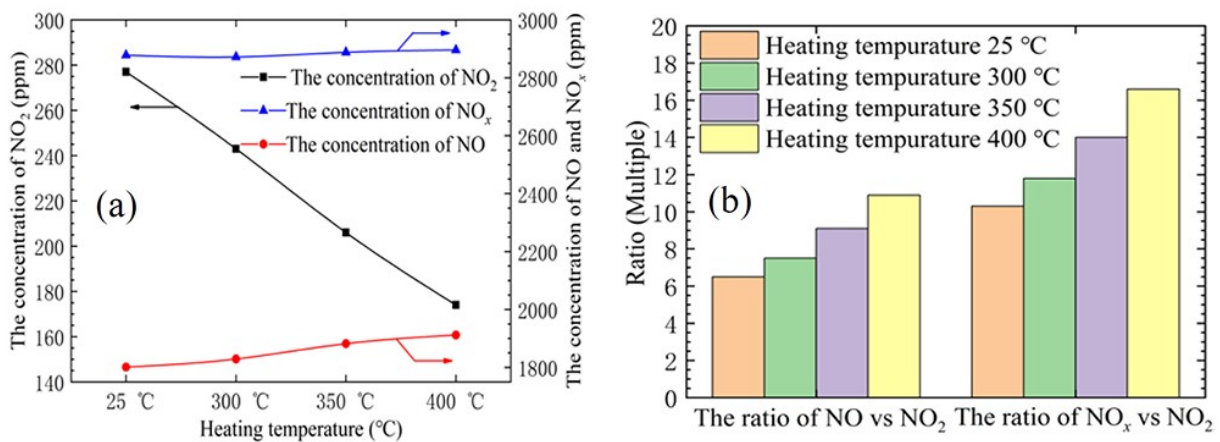 The concentration of NO₂ (ppm)
300
280
260
240
220
200
180
160
140
3000
2800
2600
2400
2200
2000
1800
The concentration of NO and NOₓ (ppm)
The concentration of NO₂
The concentration of NOₓ
The concentration of NO
(a)
25 ℃
300 ℃
350 ℃
400 ℃
Heating temperature (℃)
Ratio (Multiple)
20
18
16
14
12
10
8
6
4
2
0
Heating tempurature 25 ℃
Heating tempurature 300 ℃
Heating tempurature 350 ℃
Heating tempurature 400 ℃
(b)
The ratio of NO vs NO₂
The ratio of NOₓ vs NO₂